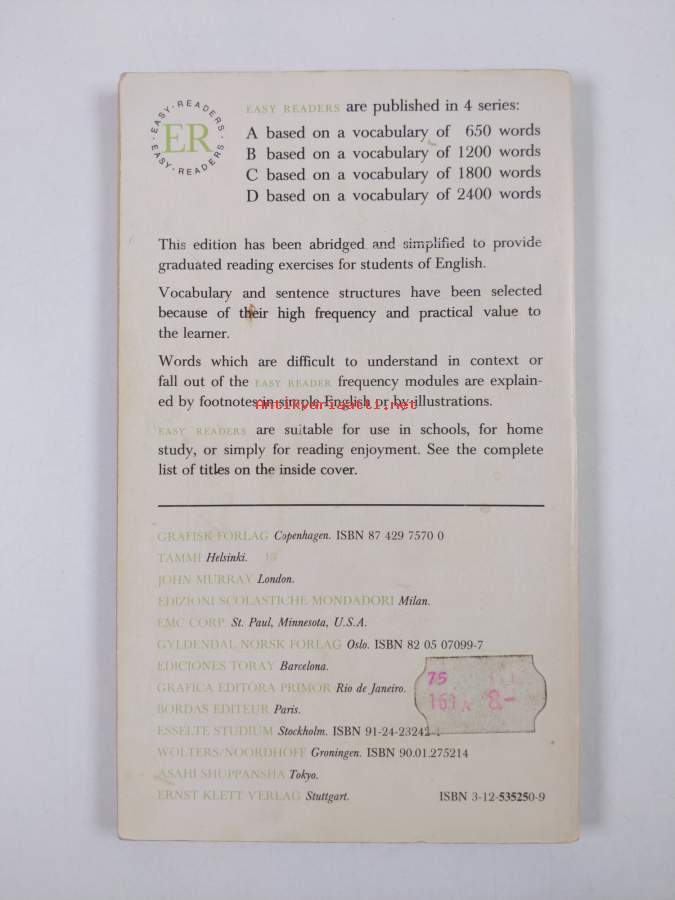 · EASY · READERS · EASY · READERS
ER
EASY READERS are published in 4 series:
A based on a vocabulary of 650 words
B based on a vocabulary of 1200 words
C based on a vocabulary of 1800 words
D based on a vocabulary of 2400 words
This edition has been abridged and simplified to provide
graduated reading exercises for students of English.
Vocabulary and sentence structures have been selected
because of their high frequency and practical value to
the learner.
Words which are difficult to understand in context or
fall out of the EASY READER frequency modules are explain-
ed by footnotes in simple English or by illustrations.
Antikvariaatti.net
EASY READERS are suitable for use in schools, for home
study, or simply for reading enjoyment. See the complete
list of titles on the inside cover.
GRAFISK FORLAG Copenhagen. ISBN 87 429 7570 0
TAMMI Helsinki.
JOHN MURRAY London.
EDIZIONI SCOLASTICHE MONDADORI Milan.
EMC CORP. St. Paul, Minnesota, U.S.A.
GYLDENDAL NORSK FORLAG Oslo. ISBN 82 05 07099-7
EDICIONES TORAY Barcelona.
GRAFICA EDITÔRA PRIMOR Rio de Janeiro.
75
161A 8.-
BORDAS EDITEUR Paris.
ESSELTE STUDIUM Stockholm. ISBN 91-24-23242-
WOLTERS/NOORDHOFF Groningen. ISBN 90.01.275214
ASAHI SHUPPANSHA Tokyo.
ERNST KLETT VERLAG Stuttgart. ISBN 3-12-535250-9